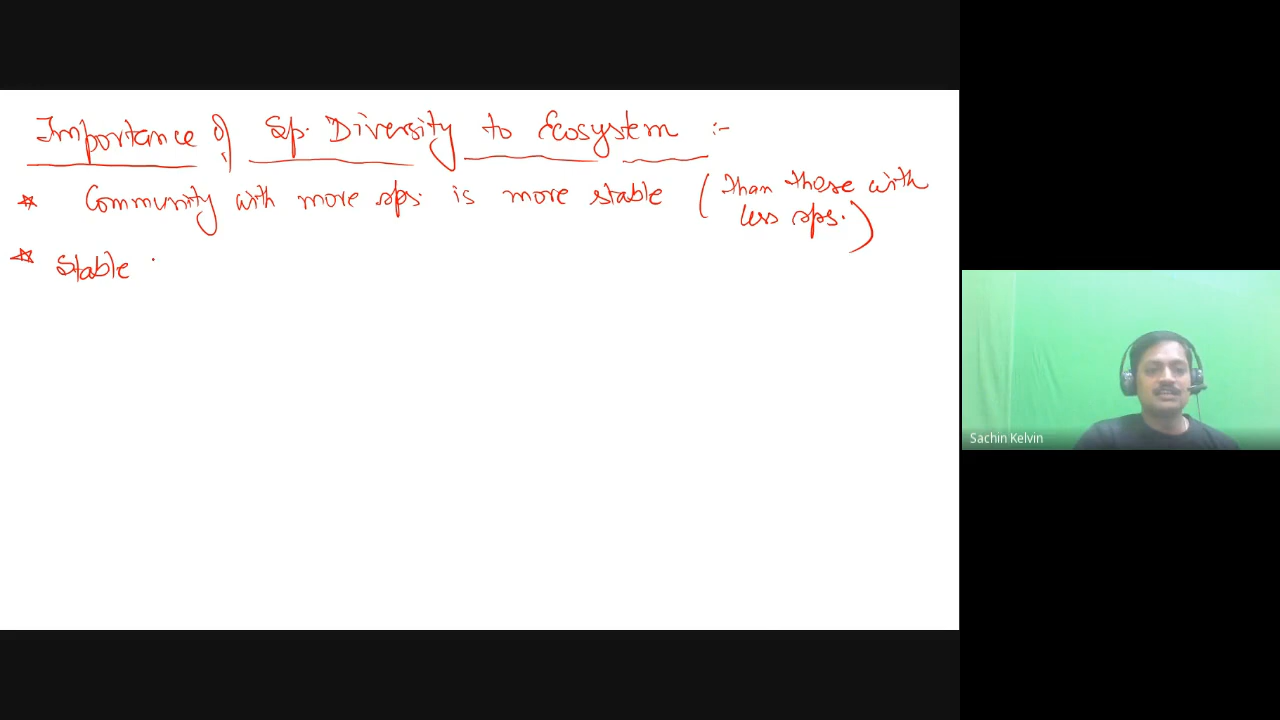 Importance of Sp. Diversity to Ecosystem :-
* Community with more sps. is more stable (than those with
less sps.)
* Stable
Sachin Kelvin